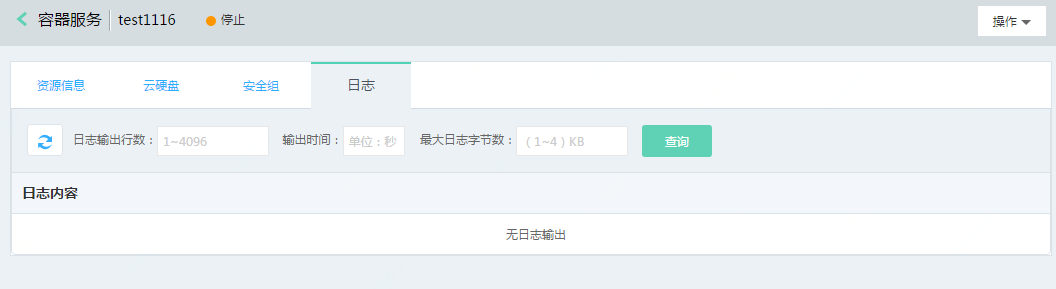 容器服务 test1116 停止 操作
资源信息 云硬盘 安全组 日志
日志输出行数： 1~4096 输出时间： 单位：秒 最大日志字节数： （1~4）KB 查询
日志内容
无日志输出